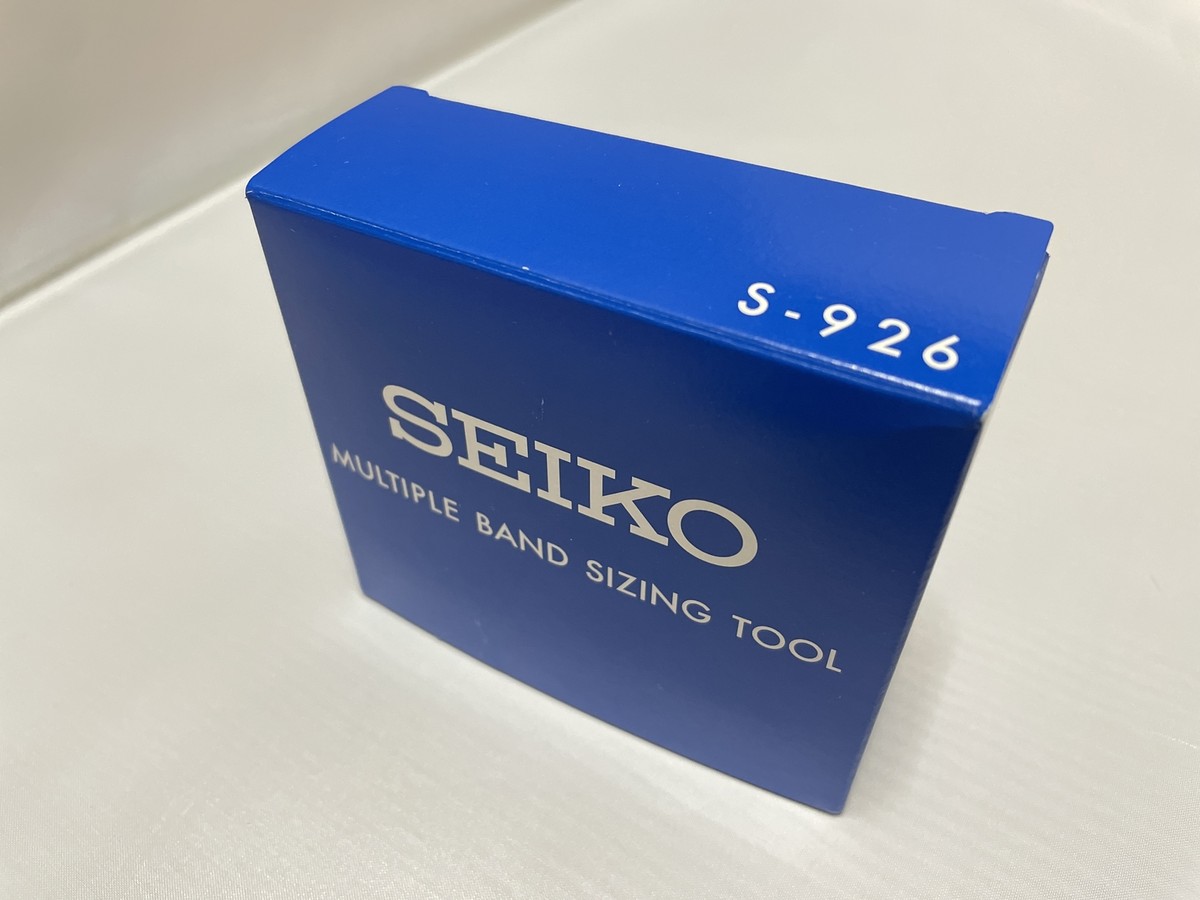 S-926
SEIKO
MULTIPLE BAND SIZING TOOL